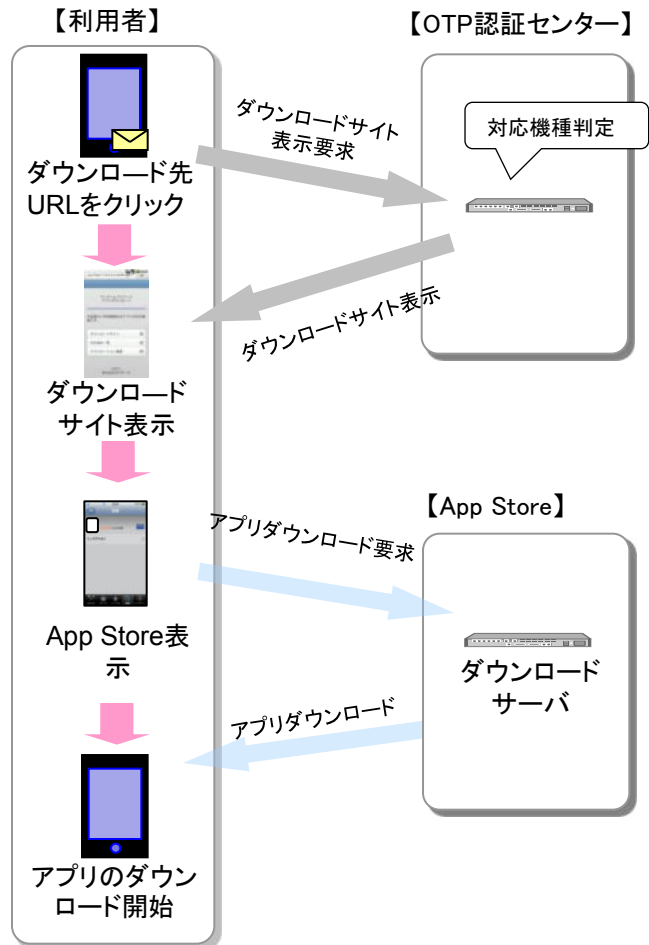 【利用者】
【OTP認証センター】
対応機種判定
ダウンロードサイト
表示要求
ダウンロ―ド先
URLをクリック
ダウンロードサイト表示
ダウンロ―ド
サイト表示
【App Store】
アプリダウンロード要求
App Store表
示
ダウンロード
サーバ
アプリダウンロード
アプリのダウン
ロード開始